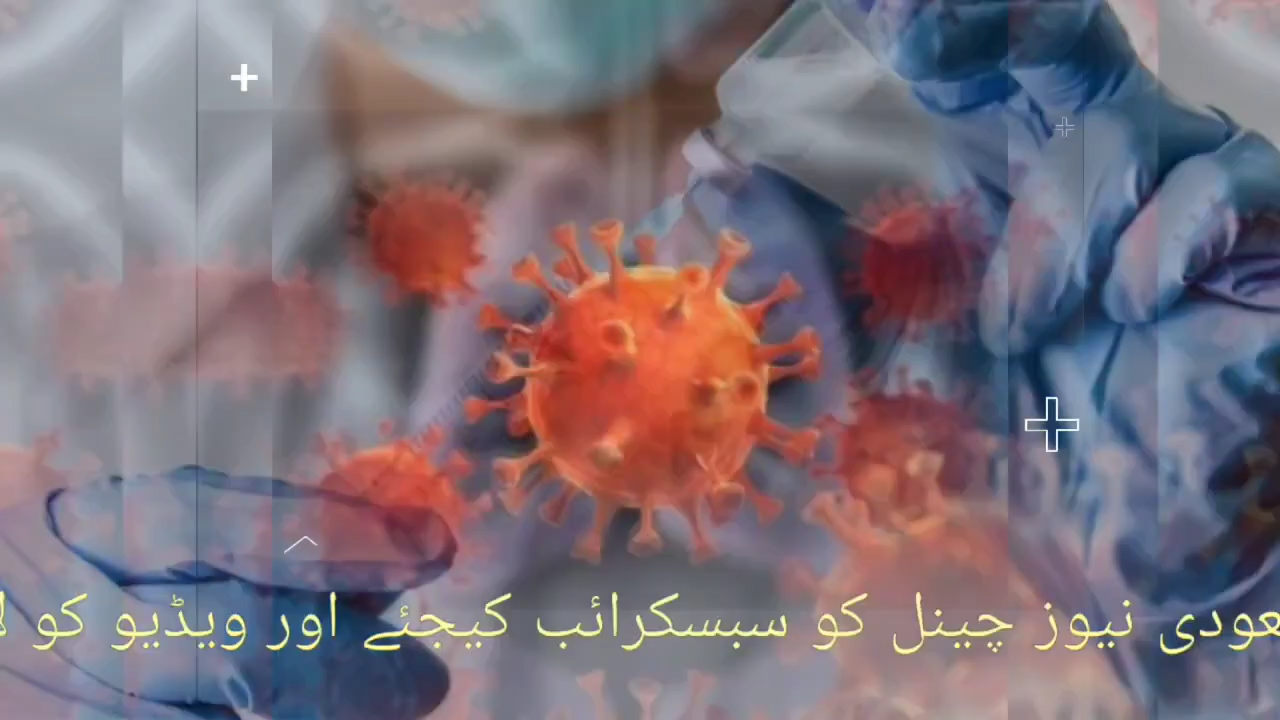 نیوز چینل کو سبسکرائب کیجئے اور ویڈیو کو